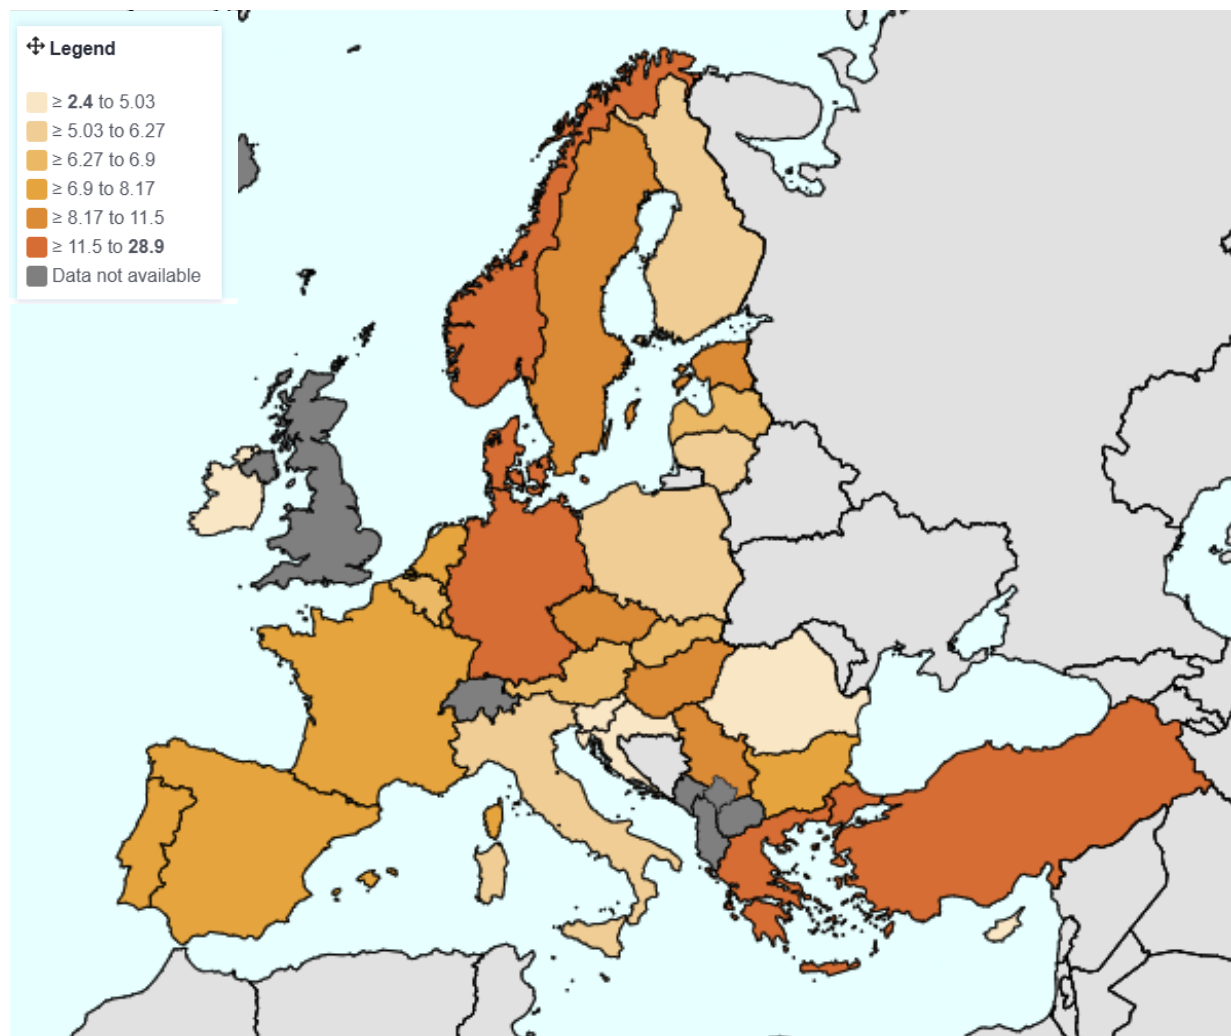 Legend
≥ 2.4 to 5.03
≥ 5.03 to 6.27
≥ 6.27 to 6.9
≥ 6.9 to 8.17
≥ 8.17 to 11.5
≥ 11.5 to 28.9
Data not available